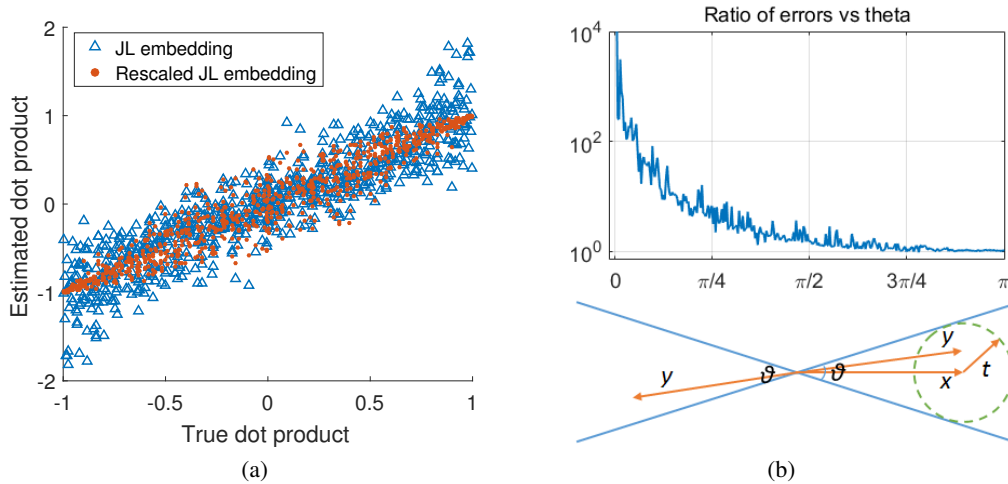 2
JL embedding
Rescaled JL embedding
1
0
-1
-2
Estimated dot product
-1 -0.5 0 0.5 1
True dot product
(a)
Ratio of errors vs theta
10^4
10^2
10^0
0 π/4 π/2 3π/4 π
y ϑ ϑ y x t
(b)